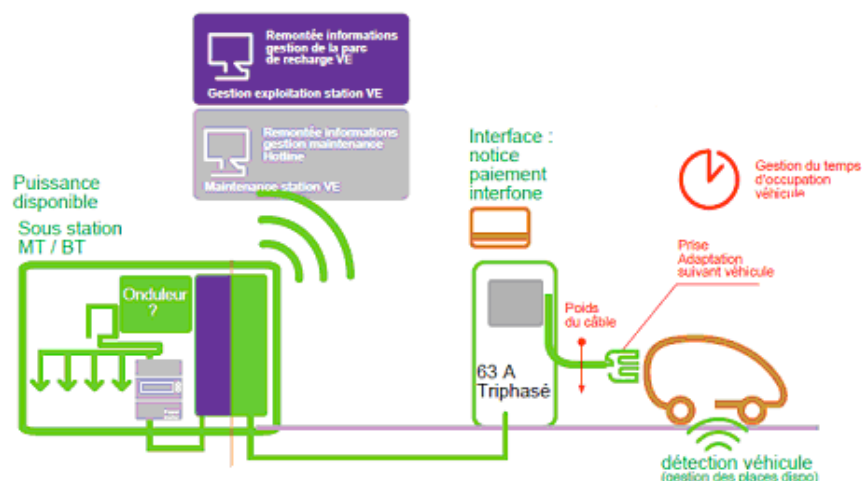 Remontée informations
gestion de la parc
de recharge VE
Gestion exploitation station VE
Remontée informations
gestion maintenance
Hotline
Maintenance station VE
Interface :
notice
paiement
interfone
Gestion du temps
d'occupation
véhicule
Puissance
disponible
Sous station
MT / BT
Onduleur
?
Prise
Adaptation
suivant véhicule
Poids
du câble
63 A
Triphasé
détection véhicule
(gestion des places dispo)